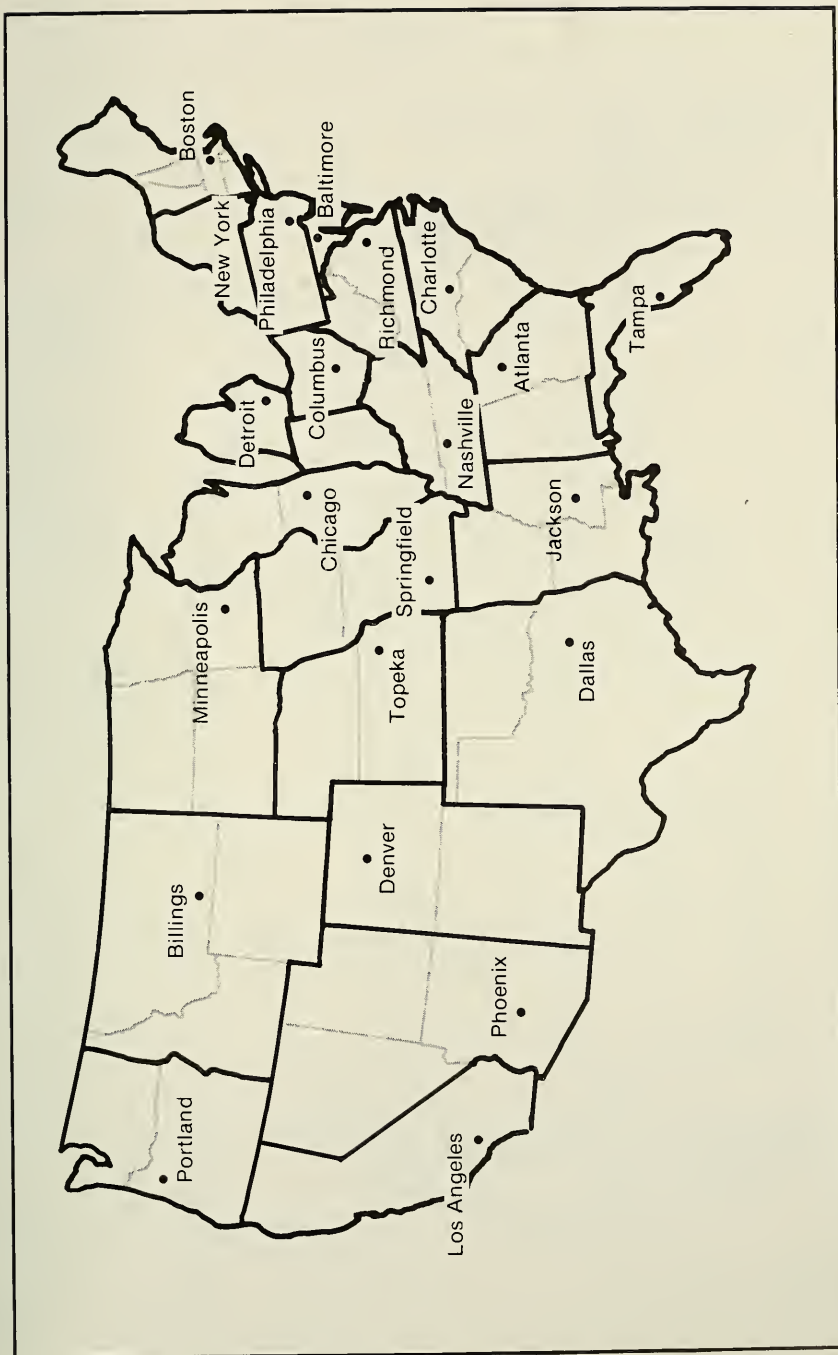 Portland
Billings
Minneapolis
Detroit
New York
Boston
Philadelphia
Baltimore
Columbus
Chicago
Denver
Topeka
Springfield
Richmond
Los Angeles
Phoenix
Dallas
Jackson
Nashville
Charlotte
Atlanta
Tampa